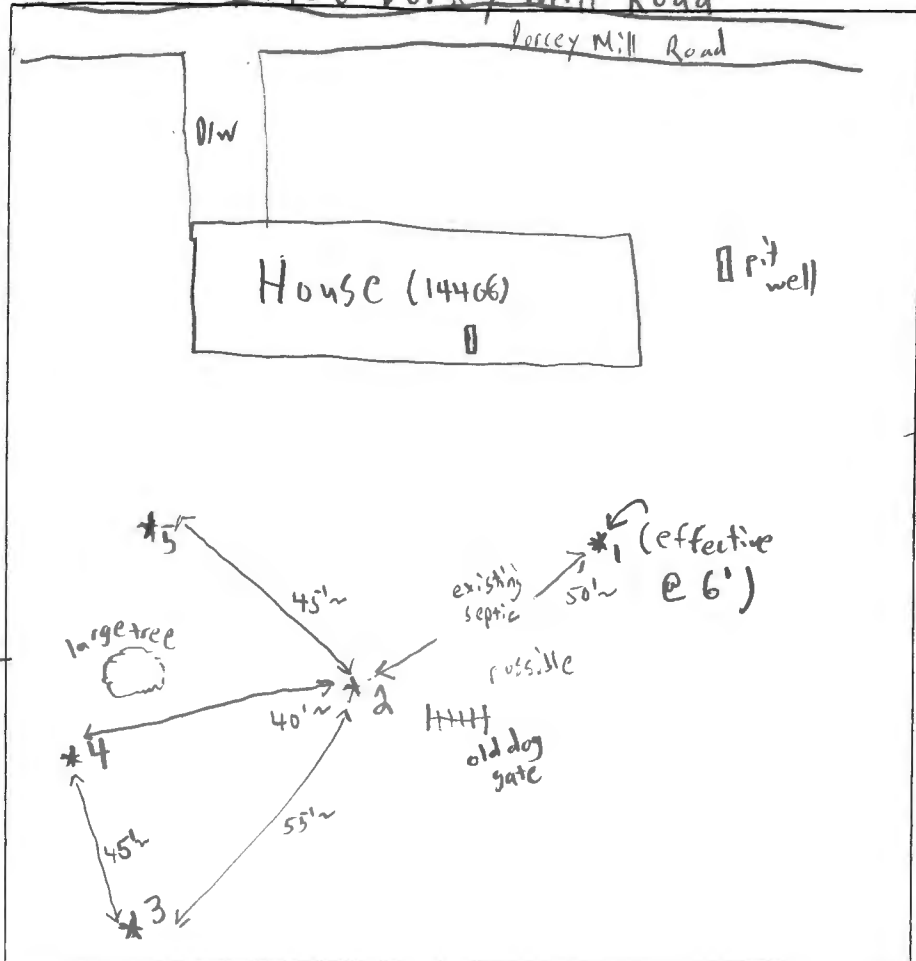 Mill Road
Dorsey Mill Road
D/W
House (14406)
pit
well
*5
*1 (effective
@ 6')
existing
septic
50'~
45'~
large tree
possible
*2
40'~
old dog
gate
*4
55'~
45'~
*3